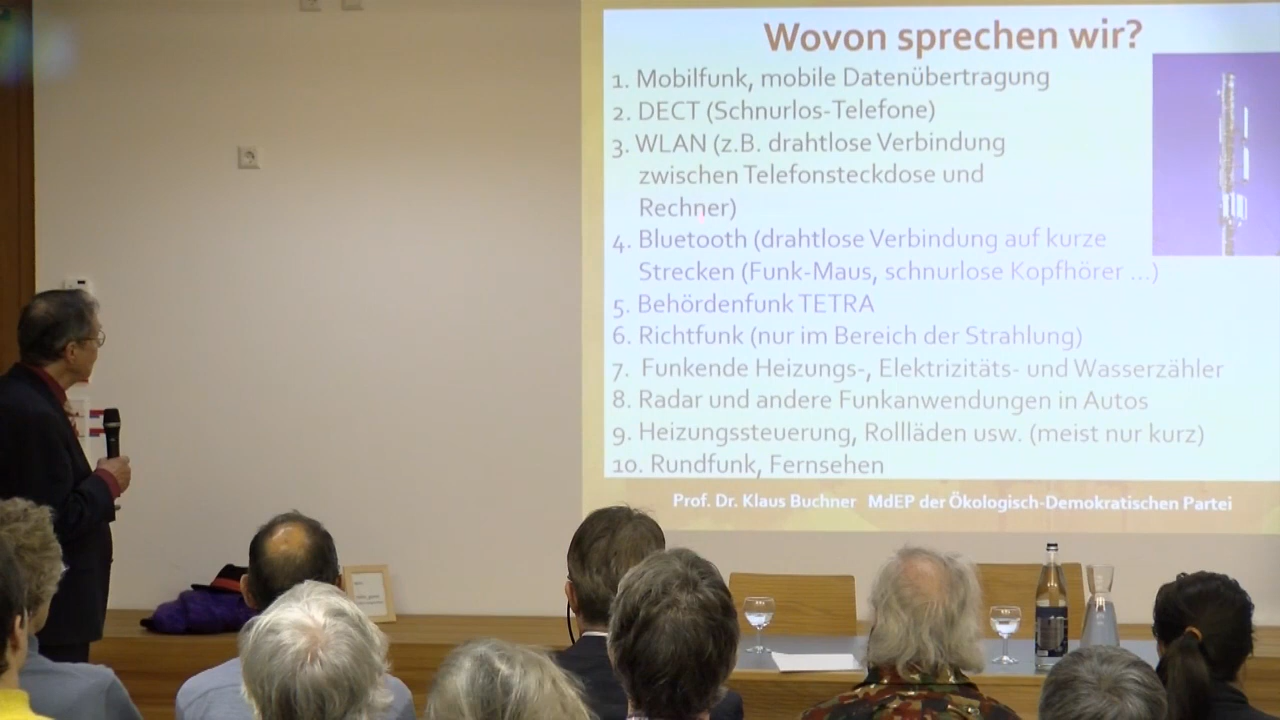 Wovon sprechen wir?
1. Mobilfunk, mobile Datenübertragung
2. DECT (Schnurlos-Telefone)
3. WLAN (z.B. drahtlose Verbindung
zwischen Telefonsteckdose und
Rechner)
4. Bluetooth (drahtlose Verbindung auf kurze
Strecken (Funk-Maus, schnurlose Kopfhörer ...)
5. Behördenfunk TETRA
6. Richtfunk (nur im Bereich der Strahlung)
7. Funkende Heizungs-, Elektrizitäts- und Wasserzähler
8. Radar und andere Funkanwendungen in Autos
9. Heizungssteuerung, Rollläden usw. (meist nur kurz)
10. Rundfunk, Fernsehen
Prof. Dr. Klaus Buchner MdEP der Ökologisch-Demokratischen Partei